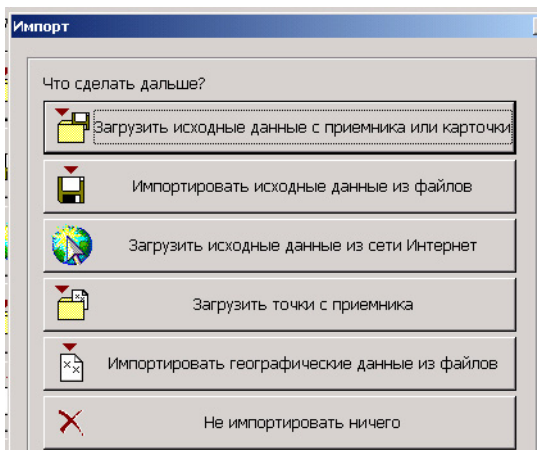 Импорт
Что сделать дальше?
Загрузить исходные данные с приемника или карточки
Импортировать исходные данные из файлов
Загрузить исходные данные из сети Интернет
Загрузить точки с приемника
Импортировать географические данные из файлов
Не импортировать ничего